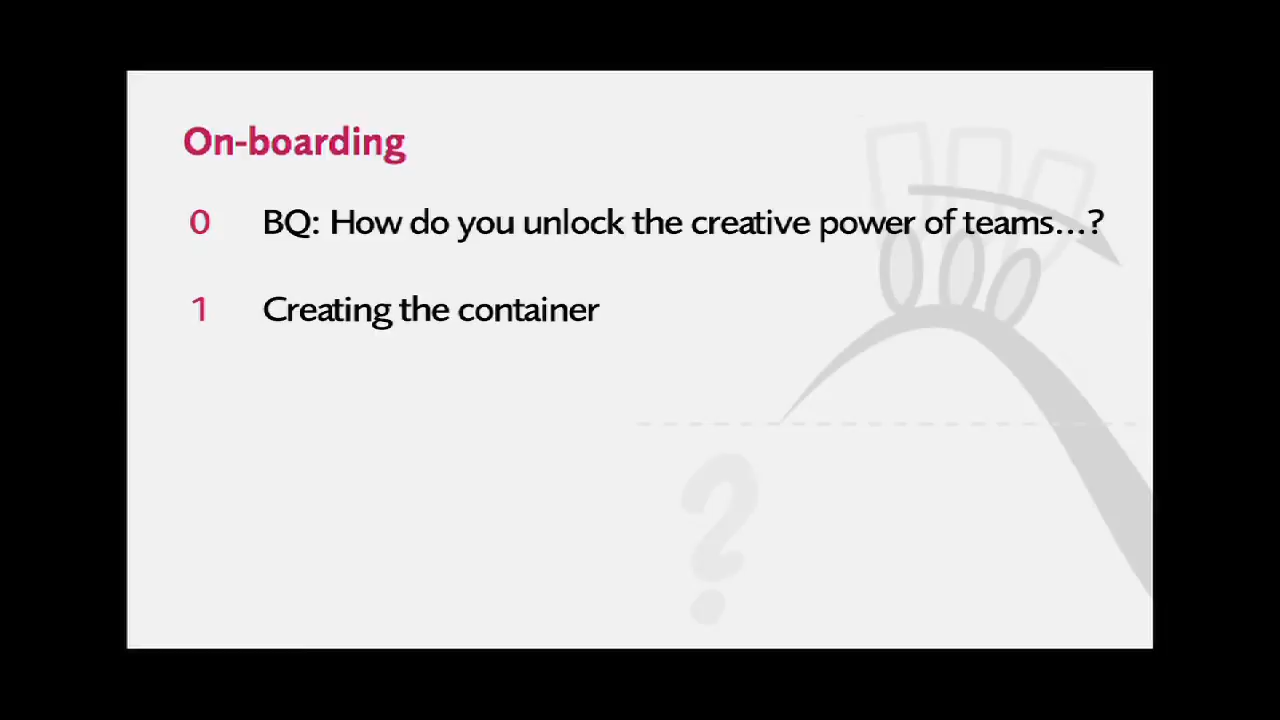 On-boarding
0 BQ: How do you unlock the creative power of teams...?
1 Creating the container
?